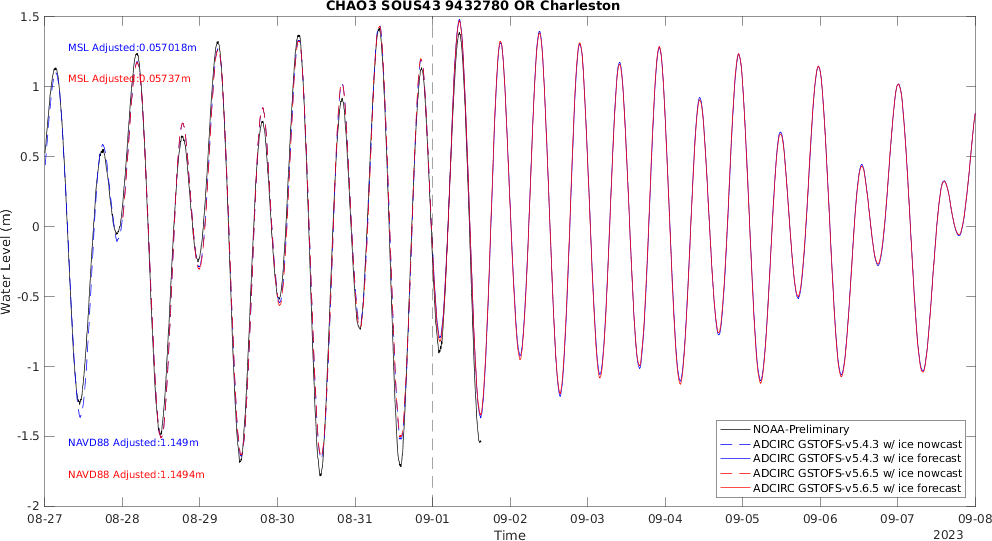 CHAO3 SOUS43 9432780 OR Charleston
1.5
1
0.5
0
-0.5
-1
-1.5
-2
Water Level (m)
MSL Adjusted:0.057018m
MSL Adjusted:0.05737m
NAVD88 Adjusted:1.149m
NAVD88 Adjusted:1.1494m
NOAA-Preliminary
ADCIRC GSTOFS-v5.4.3 w/ ice nowcast
ADCIRC GSTOFS-v5.4.3 w/ ice forecast
ADCIRC GSTOFS-v5.6.5 w/ ice nowcast
ADCIRC GSTOFS-v5.6.5 w/ ice forecast
08-27 08-28 08-29 08-30 08-31 09-01 09-02 09-03 09-04 09-05 09-06 09-07 09-08
Time
2023